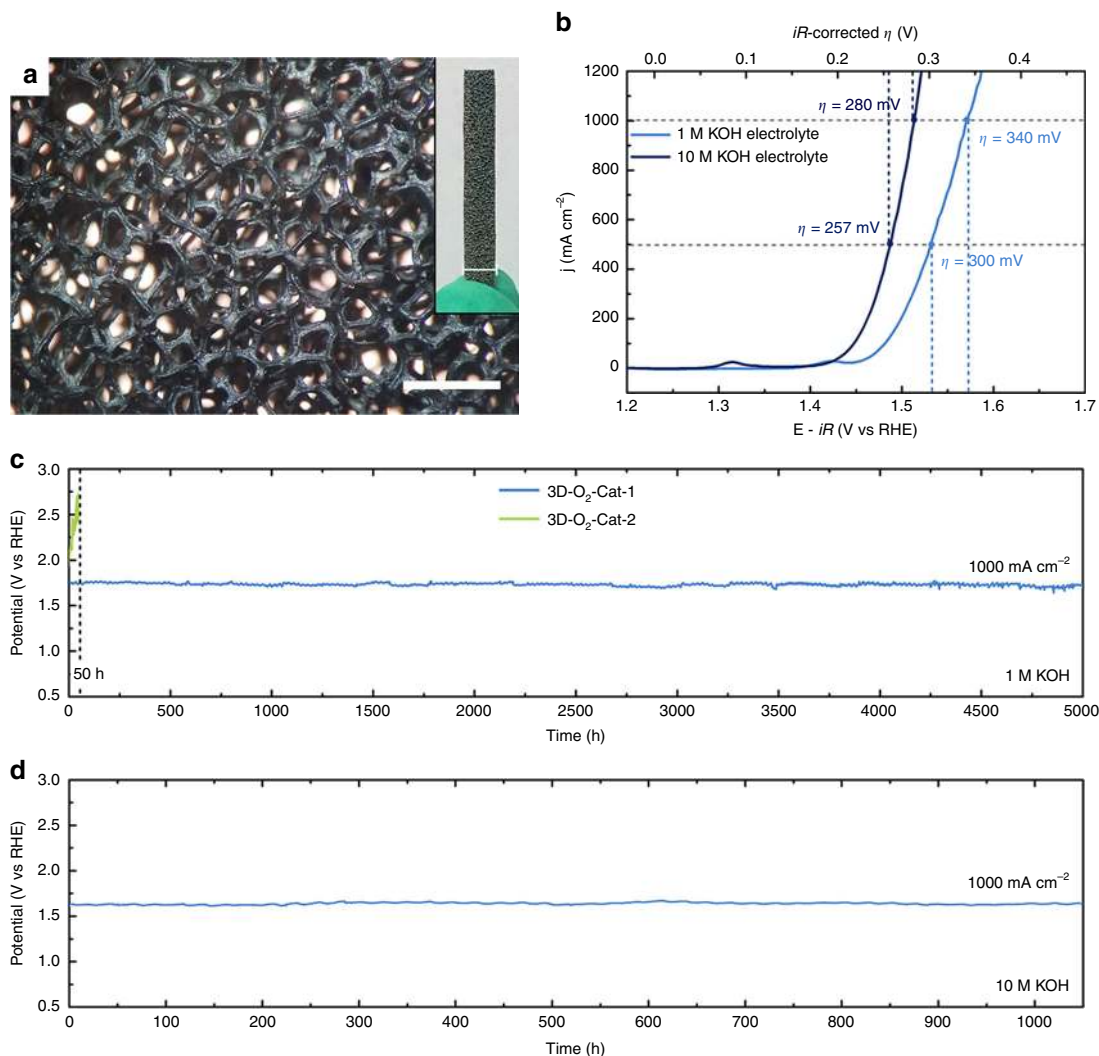 a
b
iR-corrected η (V)
0.0 0.1 0.2 0.3 0.4
1200
1000
800
600
400
200
0
j (mA cm⁻²)
η = 280 mV
1 M KOH electrolyte
10 M KOH electrolyte
η = 340 mV
η = 257 mV
η = 300 mV
1.2 1.3 1.4 1.5 1.6 1.7
E - iR (V vs RHE)
c
3.0
2.5
2.0
1.5
1.0
0.5
Potential (V vs RHE)
3D-O₂-Cat-1
3D-O₂-Cat-2
1000 mA cm⁻²
50 h
1 M KOH
0 500 1000 1500 2000 2500 3000 3500 4000 4500 5000
Time (h)
d
3.0
2.5
2.0
1.5
1.0
0.5
Potential (V vs RHE)
1000 mA cm⁻²
10 M KOH
0 100 200 300 400 500 600 700 800 900 1000
Time (h)